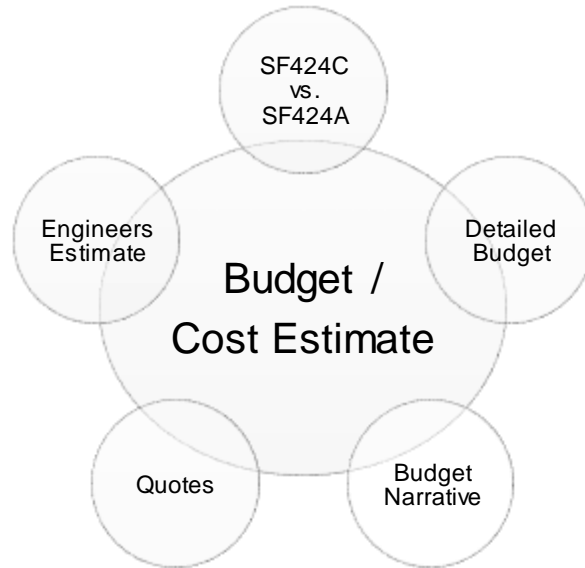 SF424C
vs.
SF424A
Engineers
Estimate
Detailed
Budget
Budget /
Cost Estimate
Quotes
Budget
Narrative